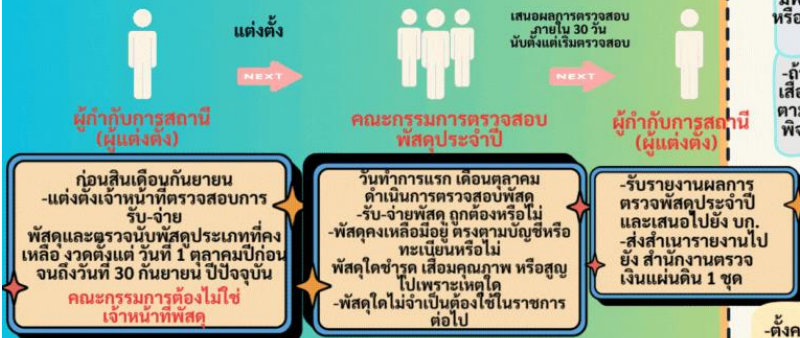 แต่งตั้ง
NEXT
เสนอผลการตรวจสอบ
ภายใน 30 วัน
นับตั้งแต่เริ่มตรวจสอบ
NEXT
ผู้กำกับการสถานี
(ผู้แต่งตั้ง)
คณะกรรมการตรวจสอบ
พัสดุประจำปี
ผู้กำกับการสถานี
(ผู้แต่งตั้ง)
ก่อนสิ้นเดือนกันยายน
-แต่งตั้งเจ้าหน้าที่ตรวจสอบการ
รับ-จ่าย
พัสดุและตรวจนับพัสดุประเภทที่คง
เหลือ งวดตั้งแต่ วันที่ 1 ตุลาคมปีก่อน
จนถึงวันที่ 30 กันยายน ปีปัจจุบัน
คณะกรรมการต้องไม่ใช่
เจ้าหน้าที่พัสดุ
วันทำการแรก เดือนตุลาคม
ดำเนินการตรวจสอบพัสดุ
-รับ-จ่ายพัสดุ ถูกต้องหรือไม่
-พัสดุคงเหลือมีอยู่ ตรงตามบัญชีหรือ
ทะเบียนหรือไม่
พัสดุใดชำรุด เสื่อมคุณภาพ หรือสูญ
ไปเพราะเหตุใด
-พัสดุใดไม่จำเป็นต้องใช้ในราชการ
ต่อไป
-รับรายงานผลการ
ตรวจพัสดุประจำปี
และเสนอไปยัง บก.
-ส่งสำเนารายงานไป
ยัง สำนักงานตรวจ
เงินแผ่นดิน 1 ชุด
หรือ
-ตั้งค